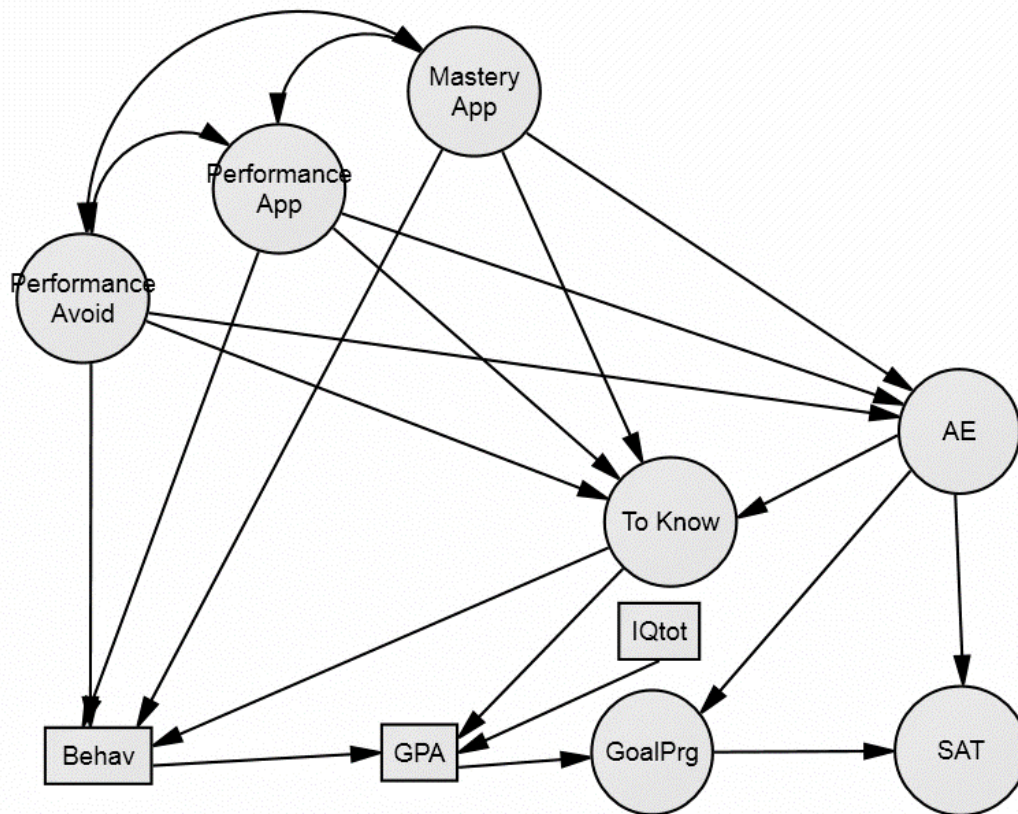 Mastery
App
Performance
App
Performance
Avoid
AE
To Know
IQtot
Behav
GPA
GoalPrg
SAT